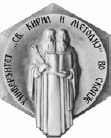 УНИВЕРЗИТЕТ "СВ. КИРИЛ И МЕТОДИЈ" ВО СКОПЈЕ